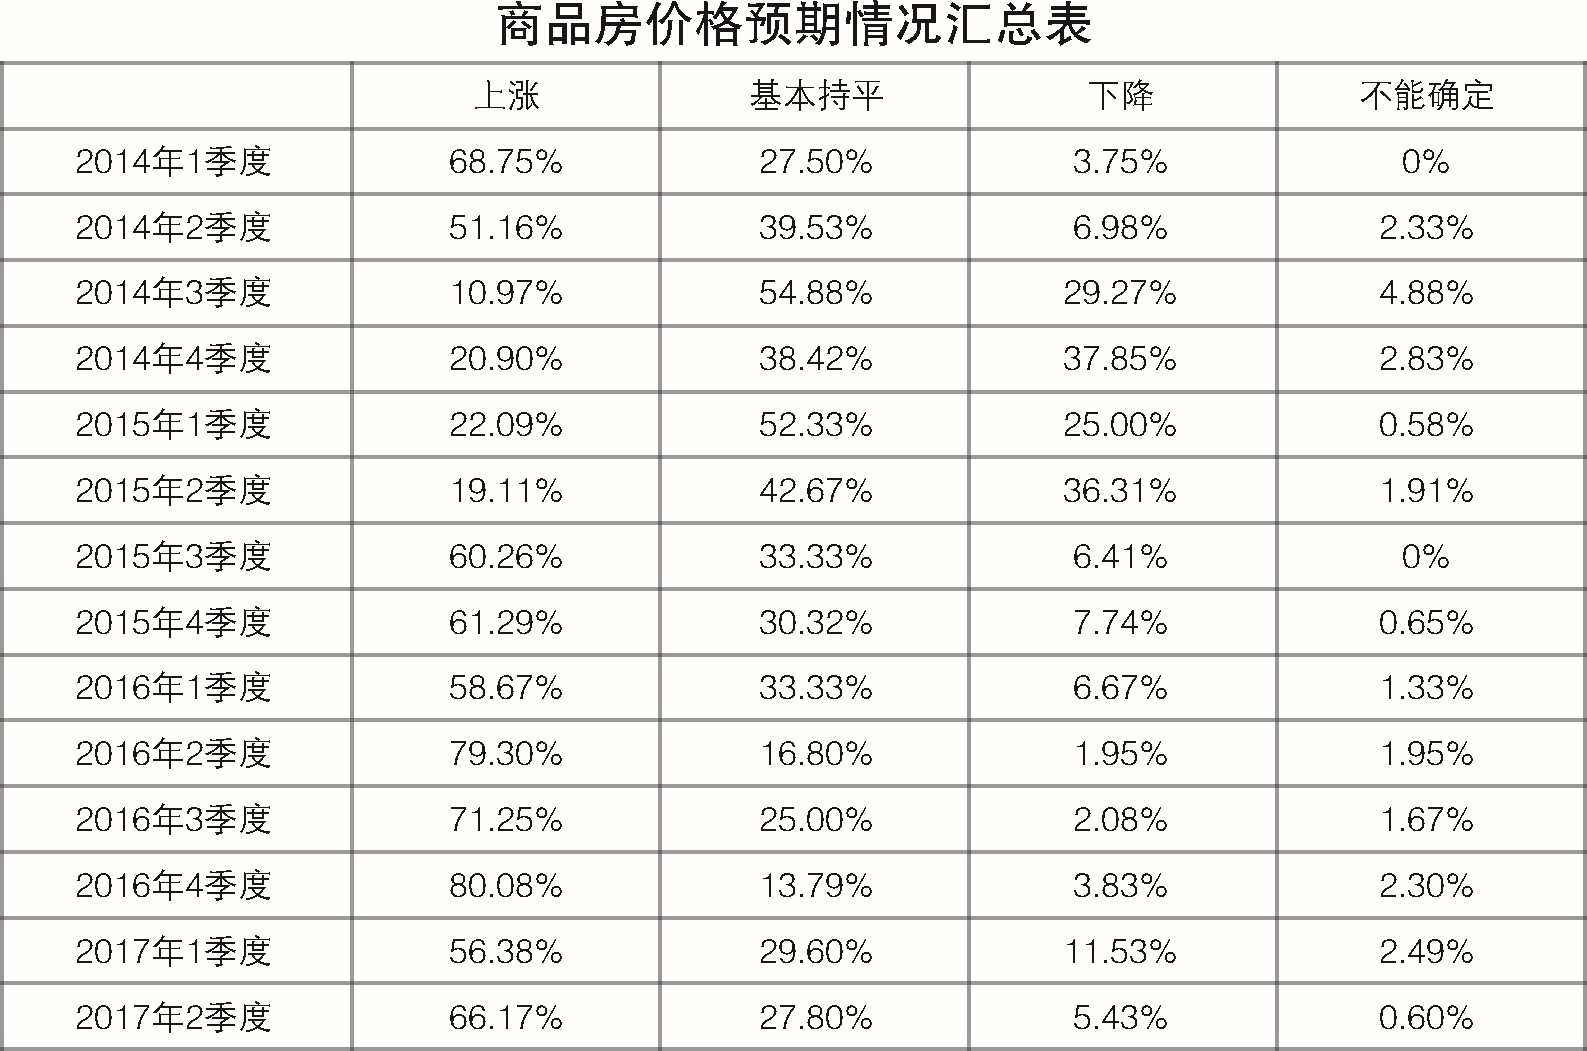 商品房价格预期情况汇总表
上涨 基本持平 下降 不能确定
2014年1季度 68.75% 27.50% 3.75% 0%
2014年2季度 51.16% 39.53% 6.98% 2.33%
2014年3季度 10.97% 54.88% 29.27% 4.88%
2014年4季度 20.90% 38.42% 37.85% 2.83%
2015年1季度 22.09% 52.33% 25.00% 0.58%
2015年2季度 19.11% 42.67% 36.31% 1.91%
2015年3季度 60.26% 33.33% 6.41% 0%
2015年4季度 61.29% 30.32% 7.74% 0.65%
2016年1季度 58.67% 33.33% 6.67% 1.33%
2016年2季度 79.30% 16.80% 1.95% 1.95%
2016年3季度 71.25% 25.00% 2.08% 1.67%
2016年4季度 80.08% 13.79% 3.83% 2.30%
2017年1季度 56.38% 29.60% 11.53% 2.49%
2017年2季度 66.17% 27.80% 5.43% 0.60%